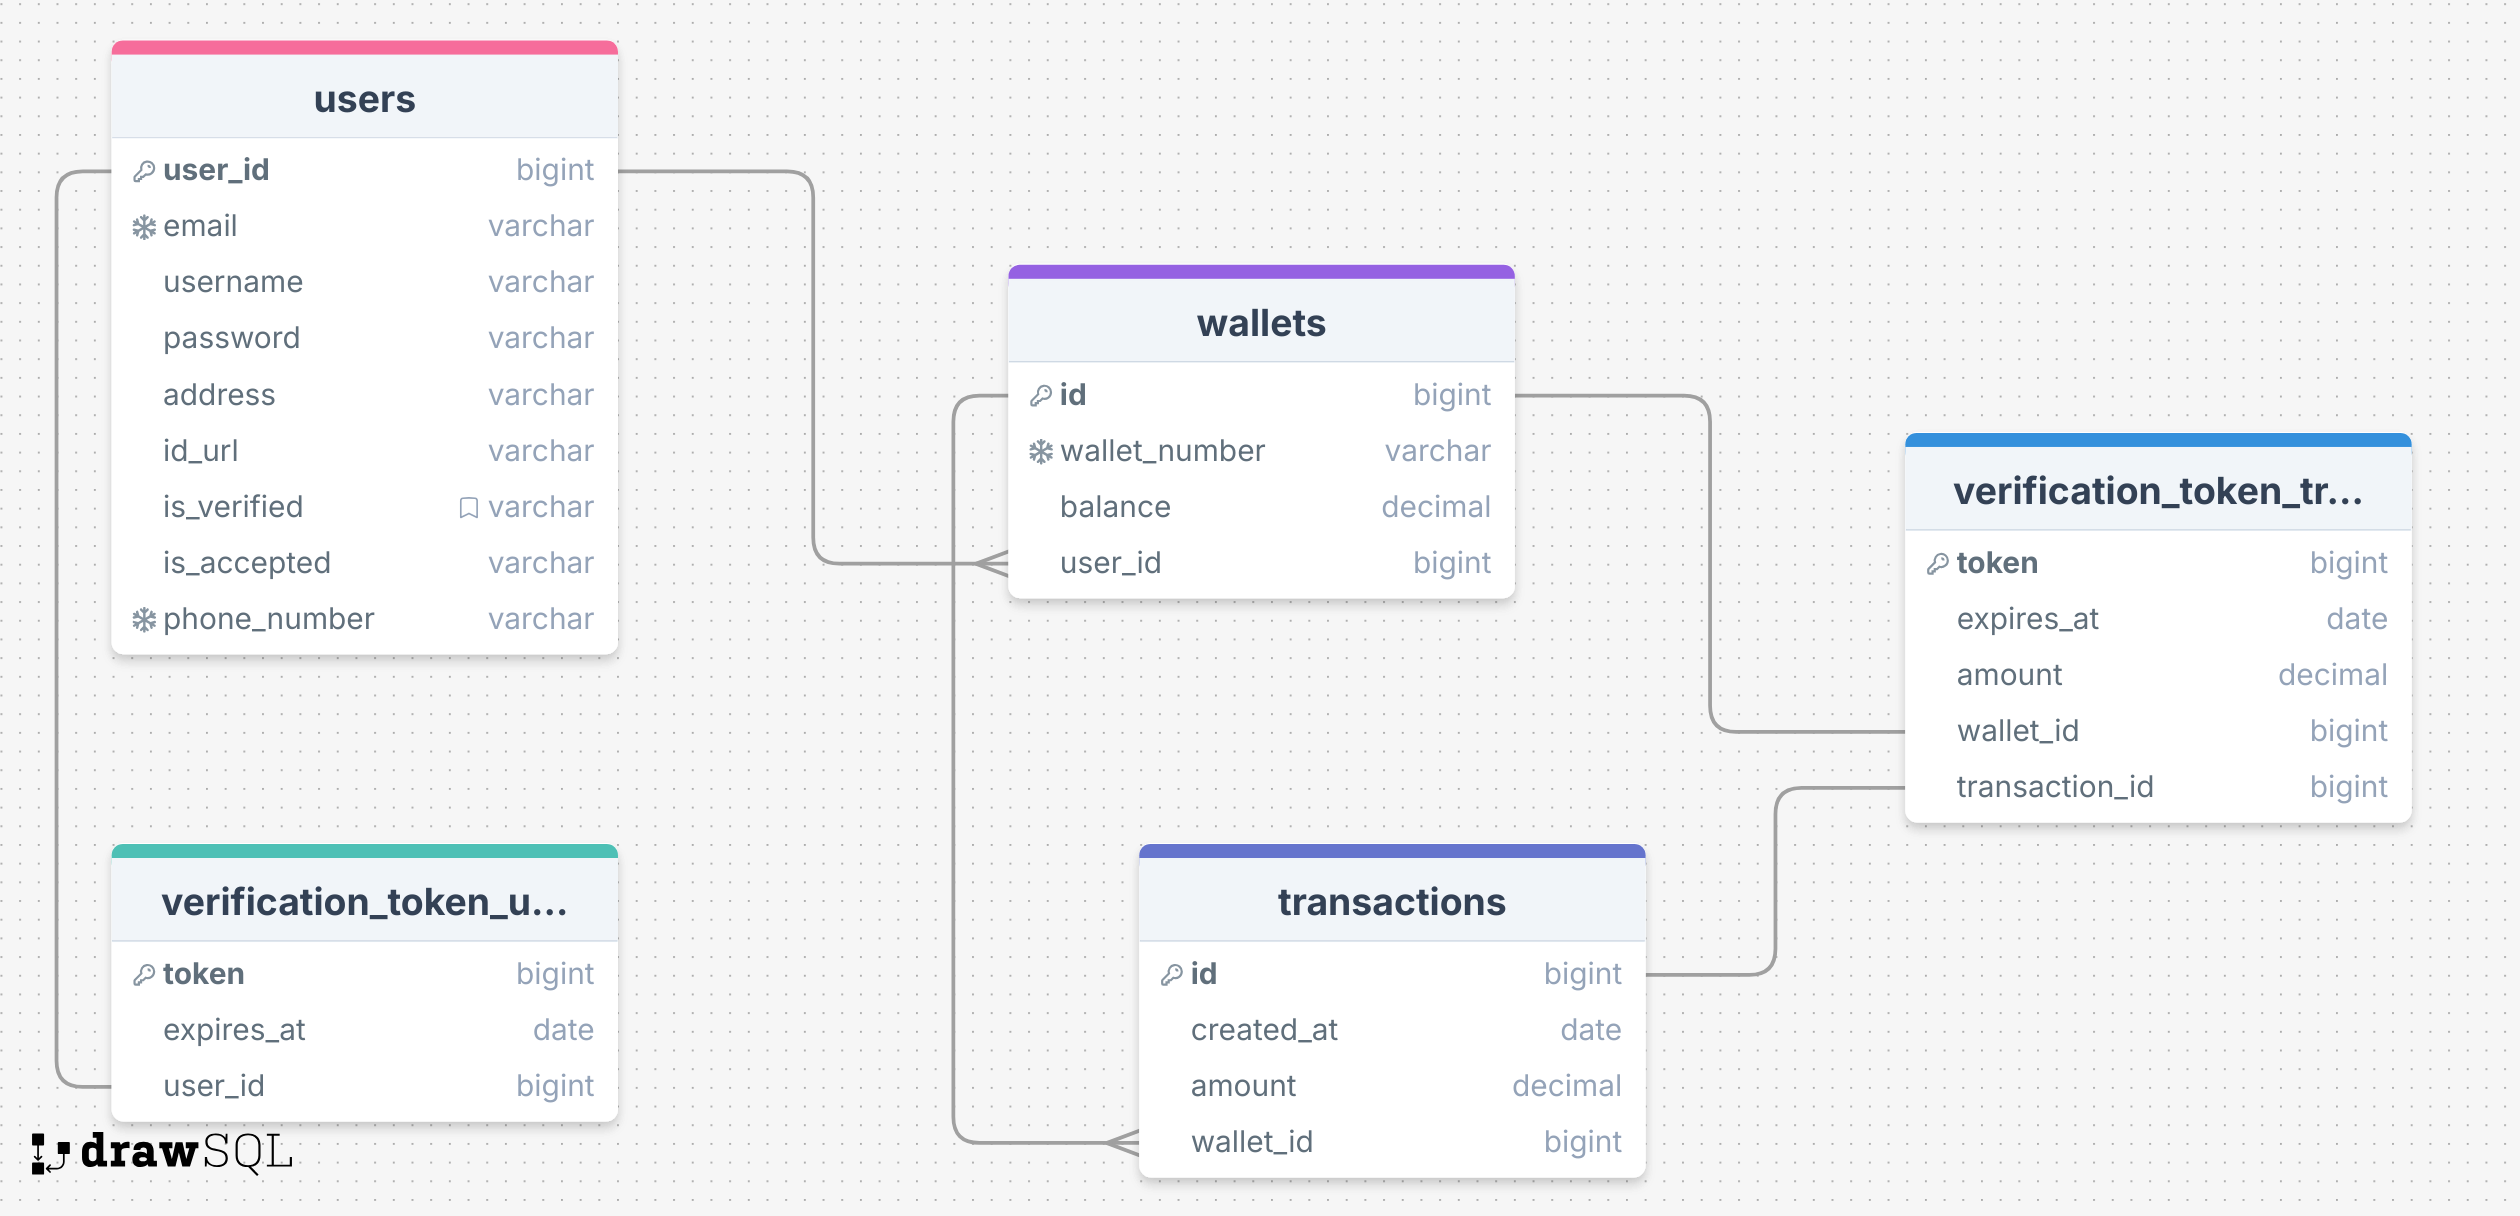 users
user_id bigint
email varchar
username varchar
password varchar
address varchar
id_url varchar
is_verified varchar
is_accepted varchar
phone_number varchar
wallets
id bigint
wallet_number varchar
balance decimal
user_id bigint
verification_token_tr...
token bigint
expires_at date
amount decimal
wallet_id bigint
transaction_id bigint
verification_token_u...
token bigint
expires_at date
user_id bigint
transactions
id bigint
created_at date
amount decimal
wallet_id bigint
drawSQL